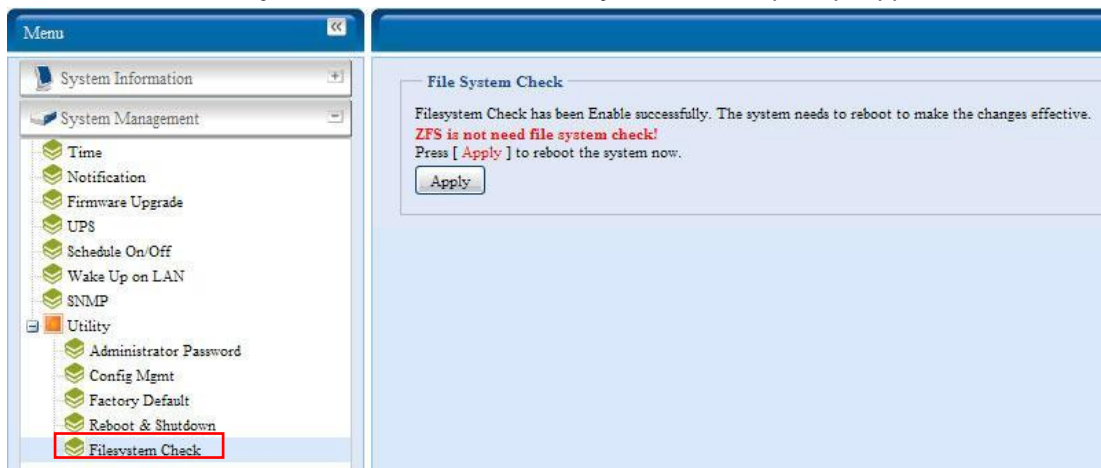 Menu
System Information
System Management
Time
Notification
Firmware Upgrade
UPS
Schedule On/Off
Wake Up on LAN
SNMP
Utility
Administrator Password
Config Mgmt
Factory Default
Reboot & Shutdown
Filesystem Check
File System Check
Filesystem Check has been Enable successfully. The system needs to reboot to make the changes effective.
ZFS is not need file system check!
Press [ Apply ] to reboot the system now.
Apply